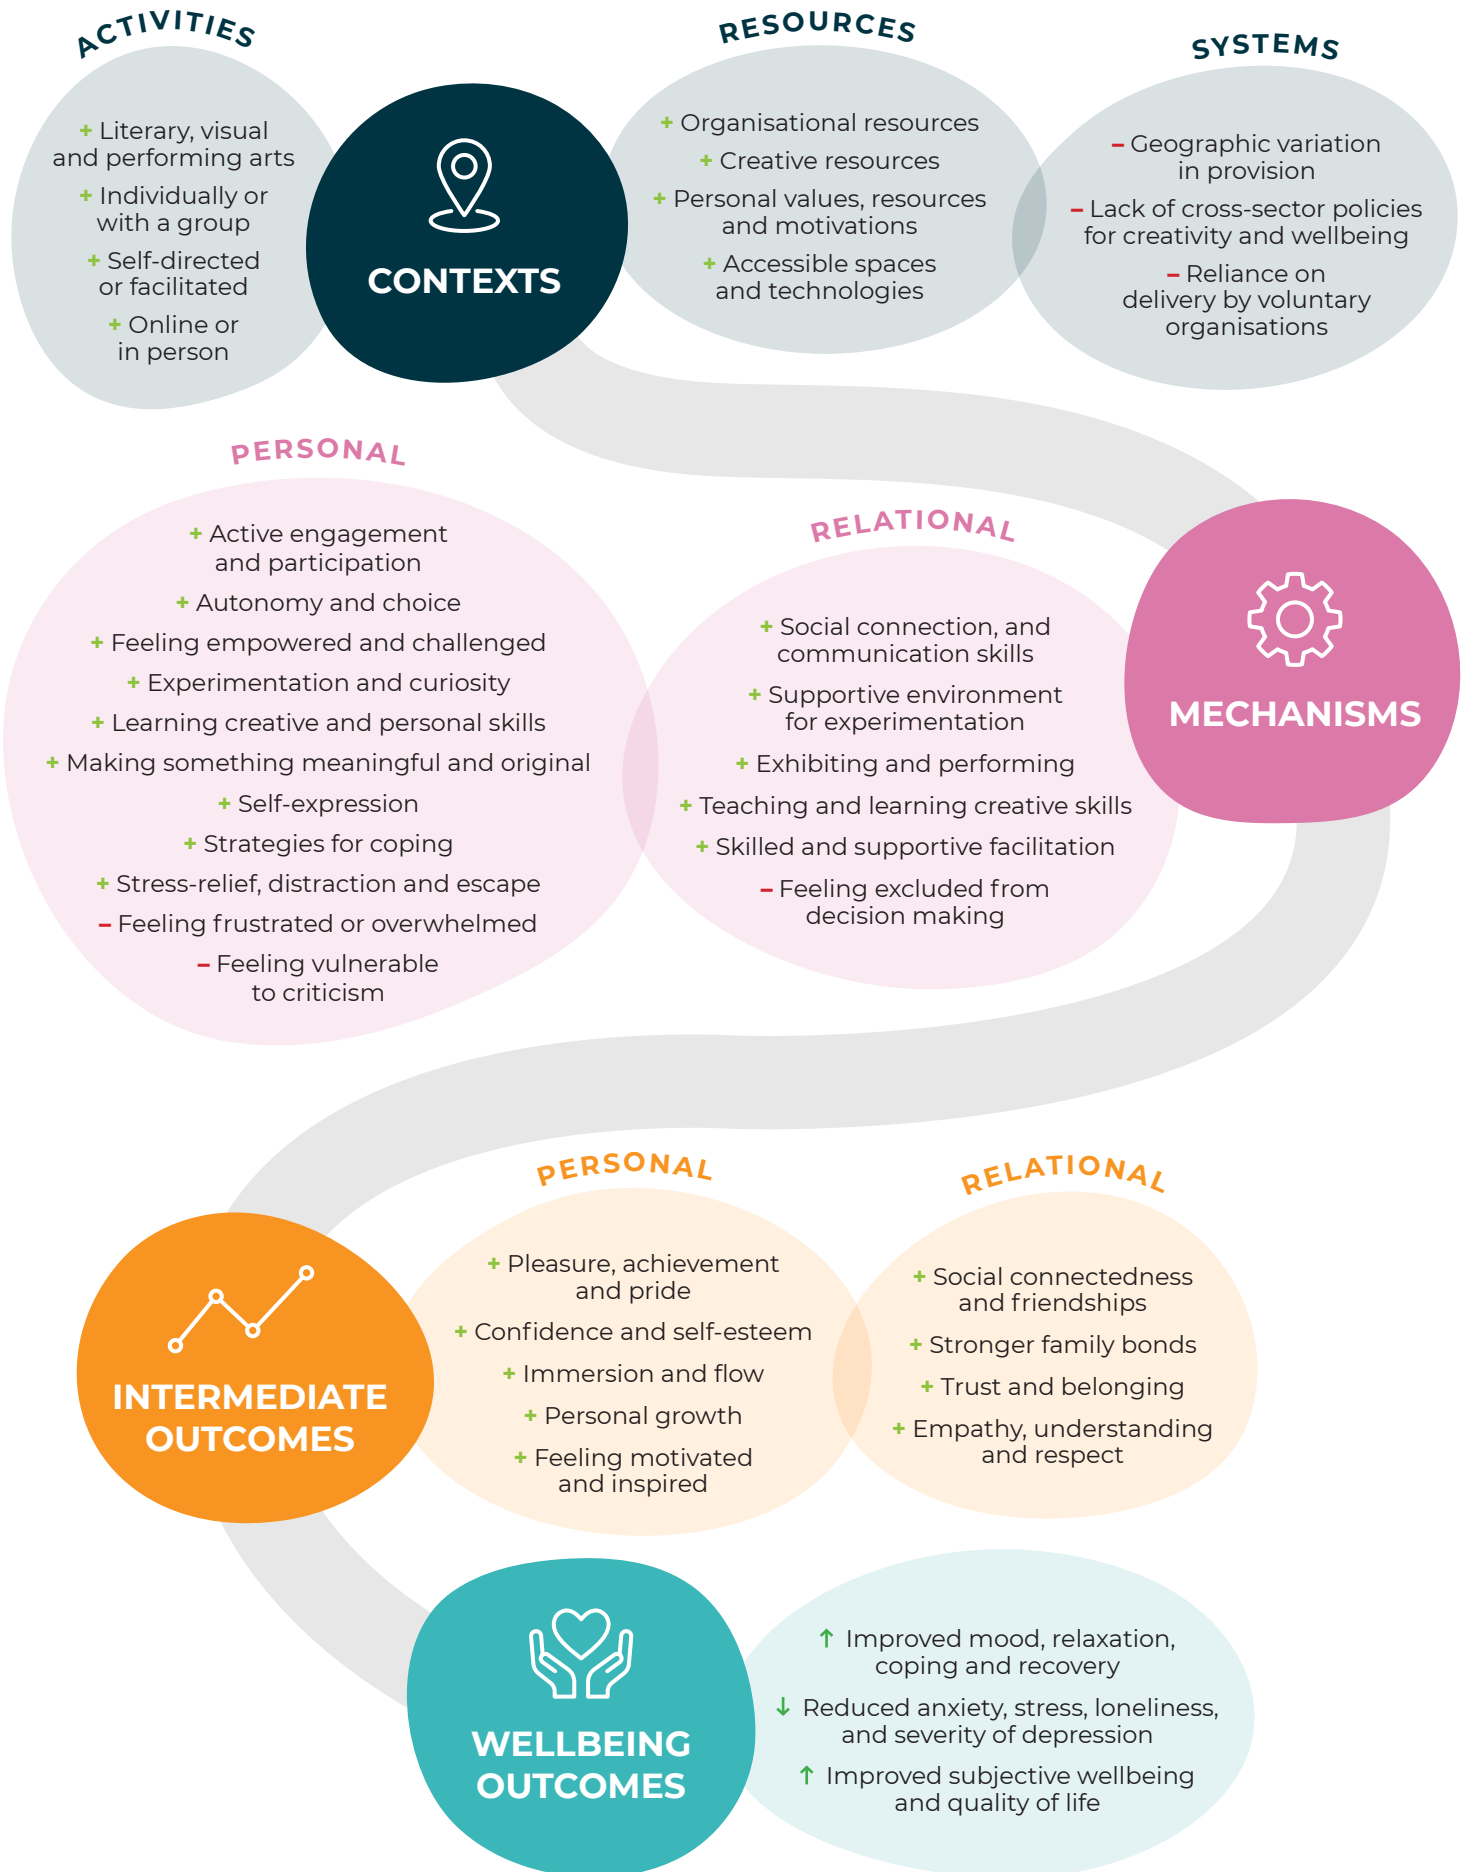 ACTIVITIES
+ Literary, visual
and performing arts
+ Individually or
with a group
+ Self-directed
or facilitated
+ Online or
in person
CONTEXTS
RESOURCES
+ Organisational resources
+ Creative resources
+ Personal values, resources
and motivations
+ Accessible spaces
and technologies
SYSTEMS
– Geographic variation
in provision
– Lack of cross-sector policies
for creativity and wellbeing
– Reliance on
delivery by voluntary
organisations
PERSONAL
+ Active engagement
and participation
+ Autonomy and choice
+ Feeling empowered and challenged
+ Experimentation and curiosity
+ Learning creative and personal skills
+ Making something meaningful and original
+ Self-expression
+ Strategies for coping
+ Stress-relief, distraction and escape
– Feeling frustrated or overwhelmed
– Feeling vulnerable
to criticism
RELATIONAL
+ Social connection, and
communication skills
+ Supportive environment
for experimentation
+ Exhibiting and performing
+ Teaching and learning creative skills
+ Skilled and supportive facilitation
– Feeling excluded from
decision making
MECHANISMS
INTERMEDIATE
OUTCOMES
PERSONAL
+ Pleasure, achievement
and pride
+ Confidence and self-esteem
+ Immersion and flow
+ Personal growth
+ Feeling motivated
and inspired
RELATIONAL
+ Social connectedness
and friendships
+ Stronger family bonds
+ Trust and belonging
+ Empathy, understanding
and respect
WELLBEING
OUTCOMES
↑ Improved mood, relaxation,
coping and recovery
↓ Reduced anxiety, stress, loneliness,
and severity of depression
↑ Improved subjective wellbeing
and quality of life